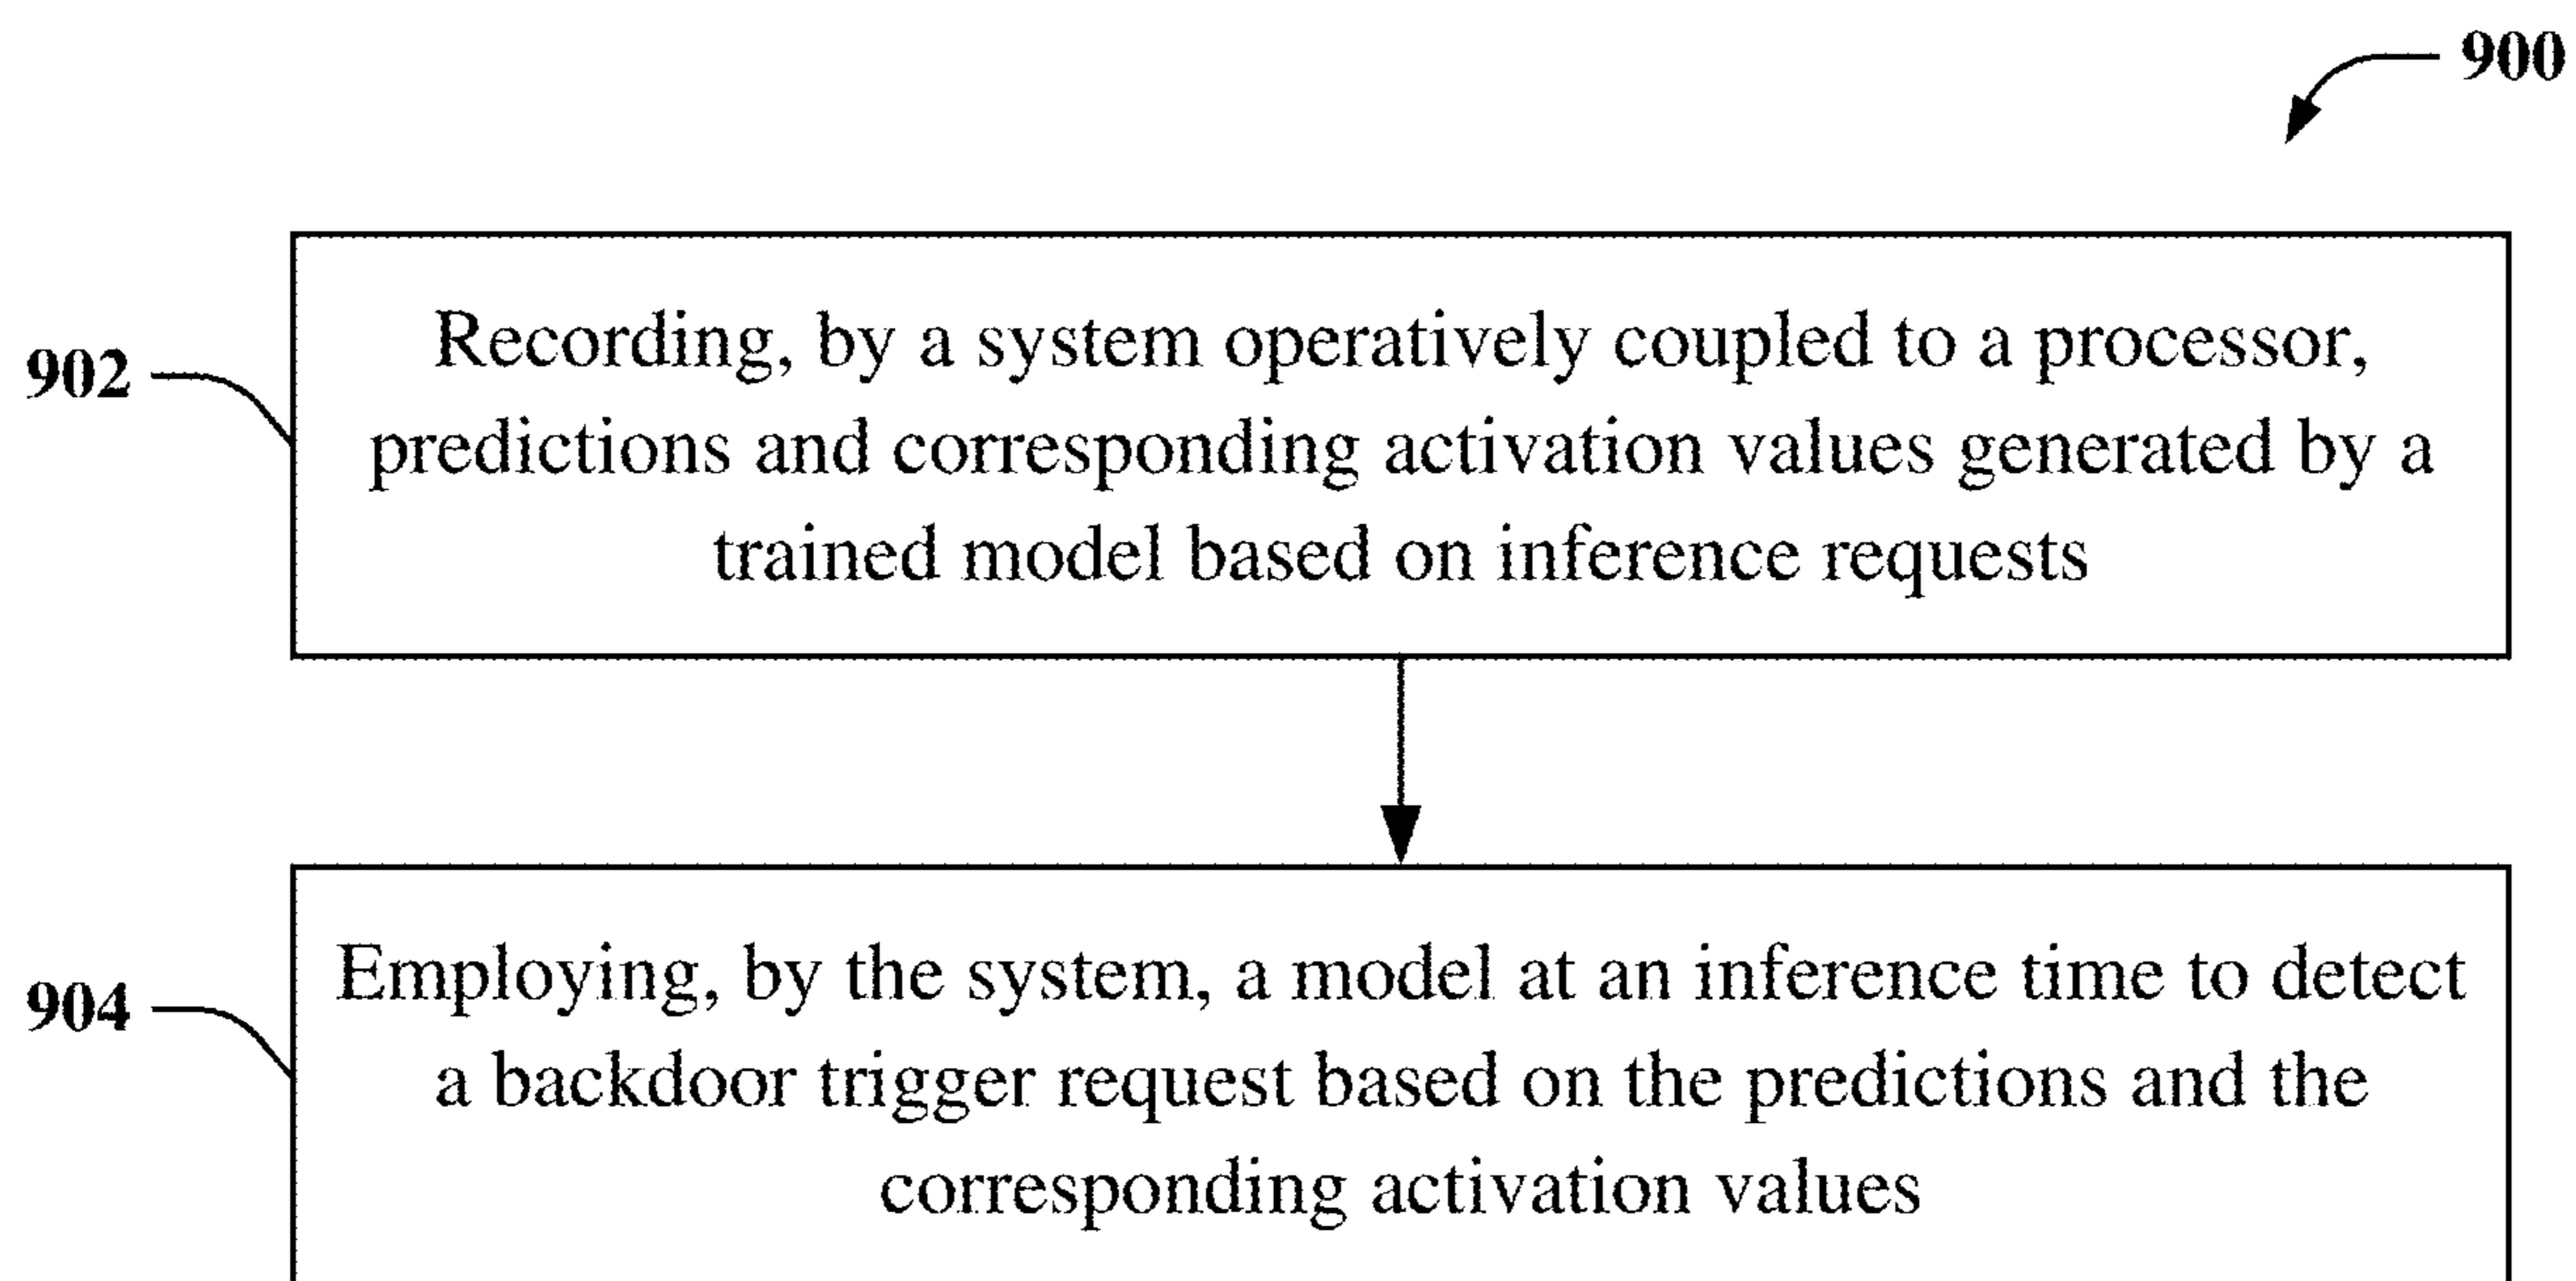 900
902
Recording, by a system operatively coupled to a processor,
predictions and corresponding activation values generated by a
trained model based on inference requests
904
Employing, by the system, a model at an inference time to detect
a backdoor trigger request based on the predictions and the
corresponding activation values